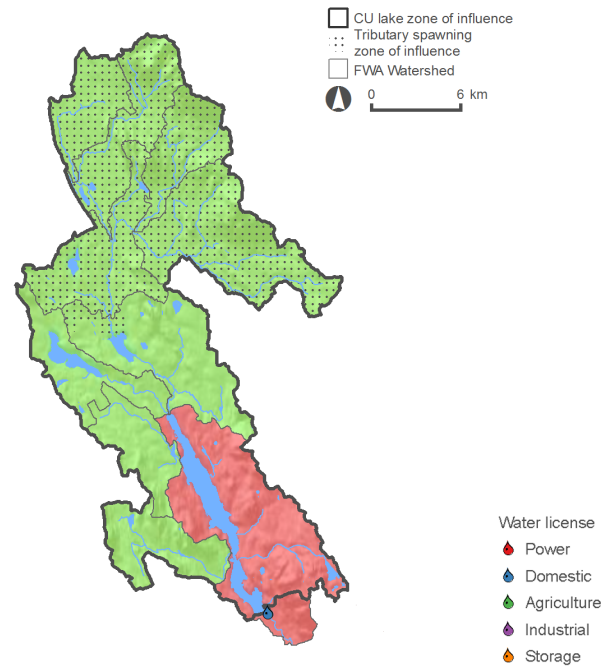 CU lake zone of influence
Tributary spawning
zone of influence
FWA Watershed
0 6 km
Water license
Power
Domestic
Agriculture
Industrial
Storage